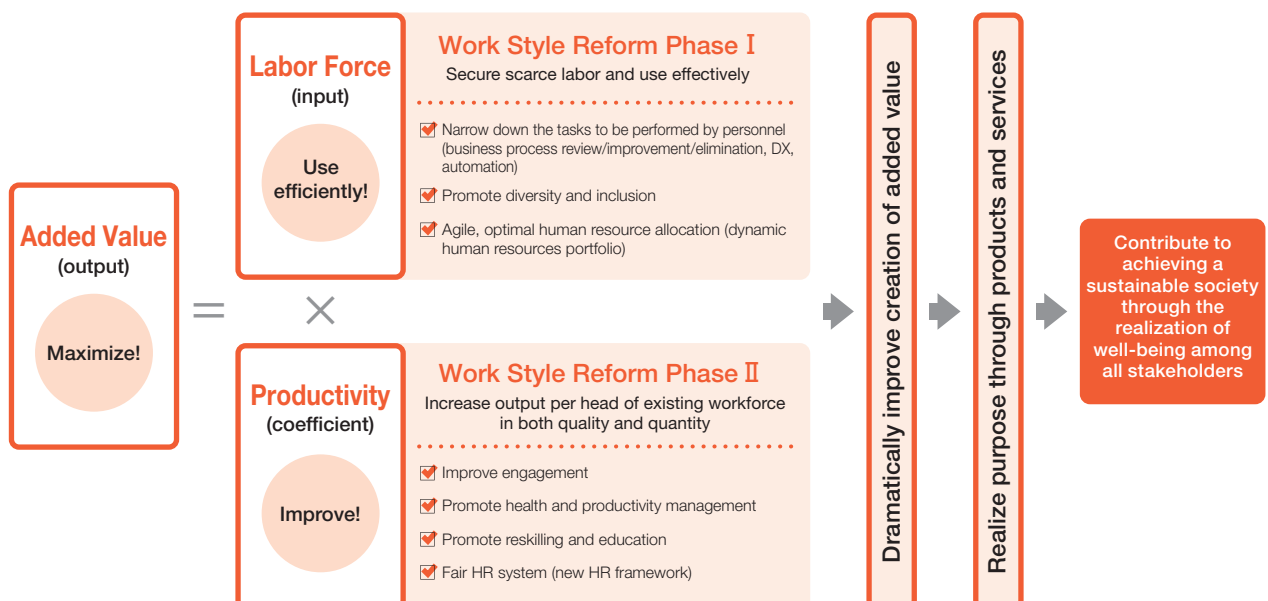 Added Value
(output)
Maximize!
=
Labor Force
(input)
Use
efficiently!
Work Style Reform Phase Ⅰ
Secure scarce labor and use effectively
Narrow down the tasks to be performed by personnel
(business process review/improvement/elimination, DX,
automation)
Promote diversity and inclusion
Agile, optimal human resource allocation (dynamic
human resources portfolio)
×
Productivity
(coefficient)
Improve!
Work Style Reform Phase Ⅱ
Increase output per head of existing workforce
in both quality and quantity
Improve engagement
Promote health and productivity management
Promote reskilling and education
Fair HR system (new HR framework)
Dramatically improve creation of added value
Realize purpose through products and services
Contribute to
achieving a
sustainable society
through the
realization of
well-being among
all stakeholders